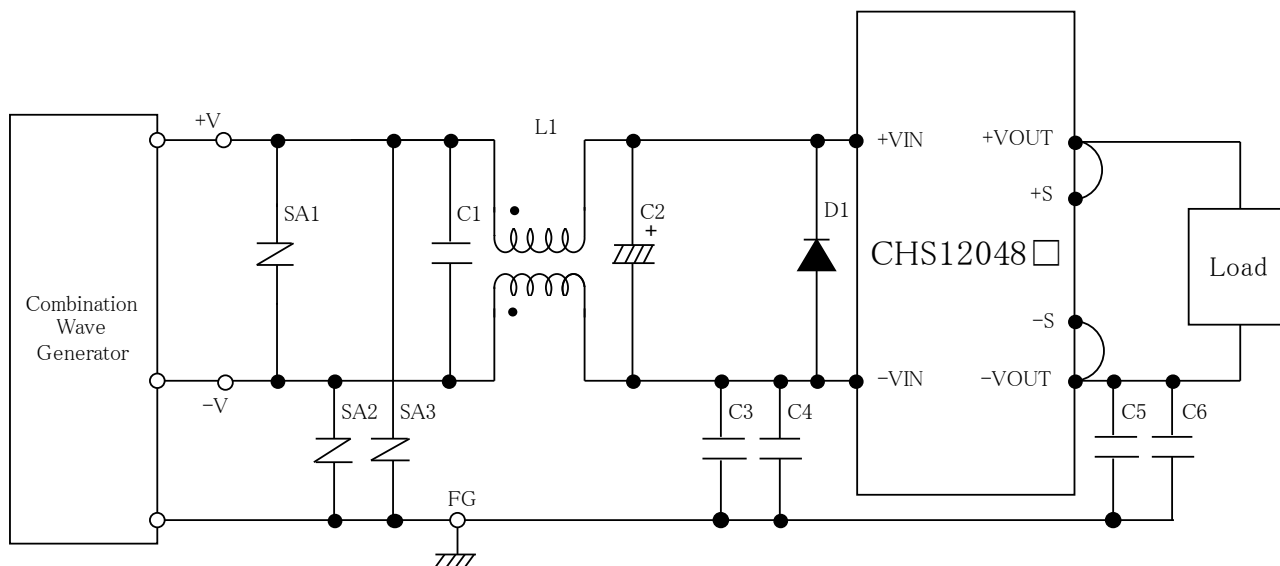 L1
+V
+VIN
+VOUT
+S
SA1
C1
C2
+
D1
CHS12048□
Load
Combination
Wave
Generator
−S
−VIN
−VOUT
−V
SA2
SA3
C3
C4
C5
C6
FG